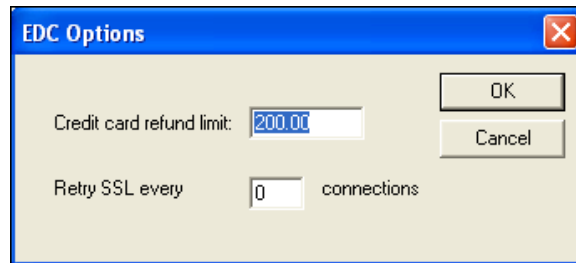 EDC Options
OK
Credit card refund limit: 200.00
Cancel
Retry SSL every 0 connections